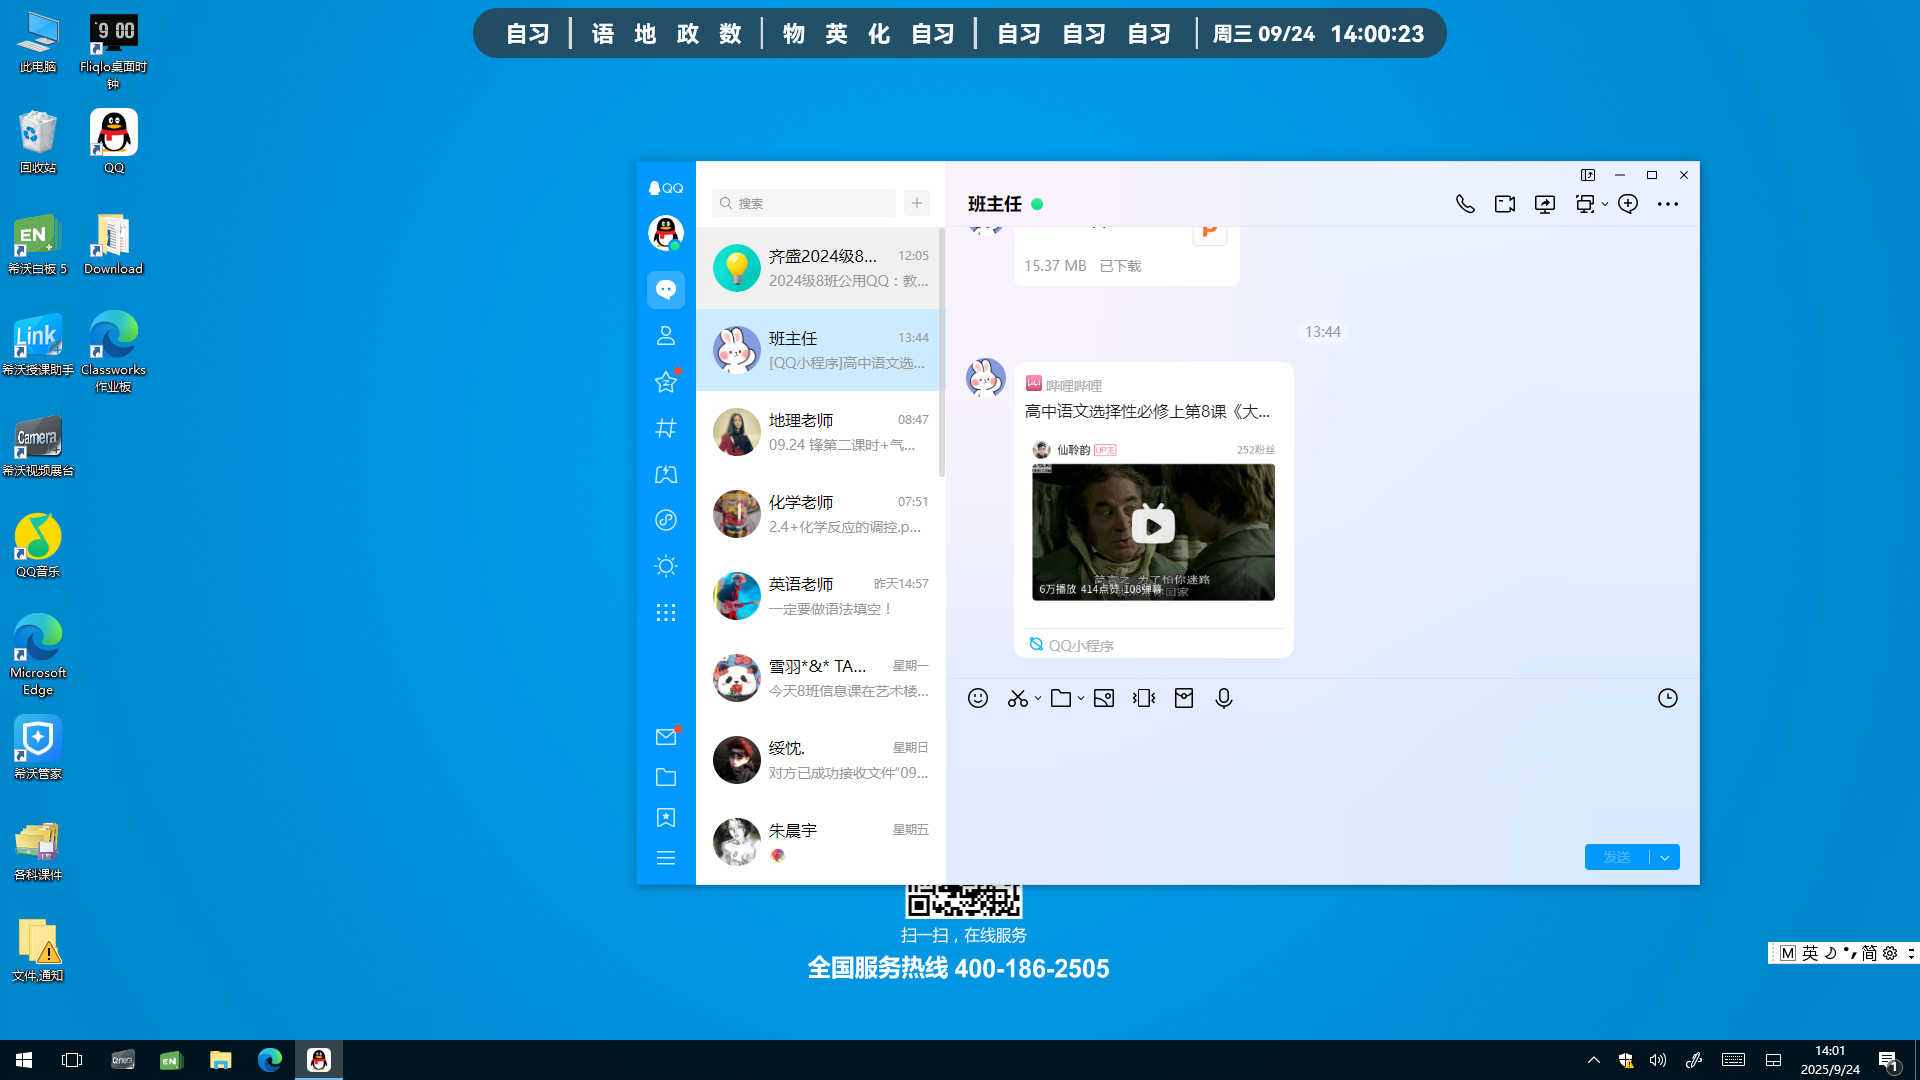 自习 语 地 政 数 物 英 化 自习 自习 自习 自习 周三 09/24 14:00:23
此电脑
Fliqlo桌面时钟
回收站
QQ
希沃白板 5
Download
希沃授课助手
Classworks
作业板
希沃视频展台
QQ音乐
Microsoft
Edge
希沃管家
各科课件
文件,通知
QQ
搜索
齐盛2024级8... 12:05
2024级8班公用QQ：教...
班主任 13:44
[QQ小程序]高中语文选...
地理老师 08:47
09.24 锋第二课时+气...
化学老师 07:51
2.4+化学反应的调控.p...
英语老师 昨天14:57
一定要做语法填空！
雪羽*&* TA... 星期一
今天8班信息课在艺术楼...
绥忱. 星期日
对方已成功接收文件“09...
朱晨宇 星期五
班主任
15.37 MB 已下载
13:44
哔哩哔哩
高中语文选择性必修上第8课《大...
仙聆韵 UP主 252粉丝
简言之 为了怕你迷路
6万播放 414点赞 108弹幕
QQ小程序
发送
扫一扫，在线服务
全国服务热线 400-186-2505
M 英 简
14:01
2025/9/24
1